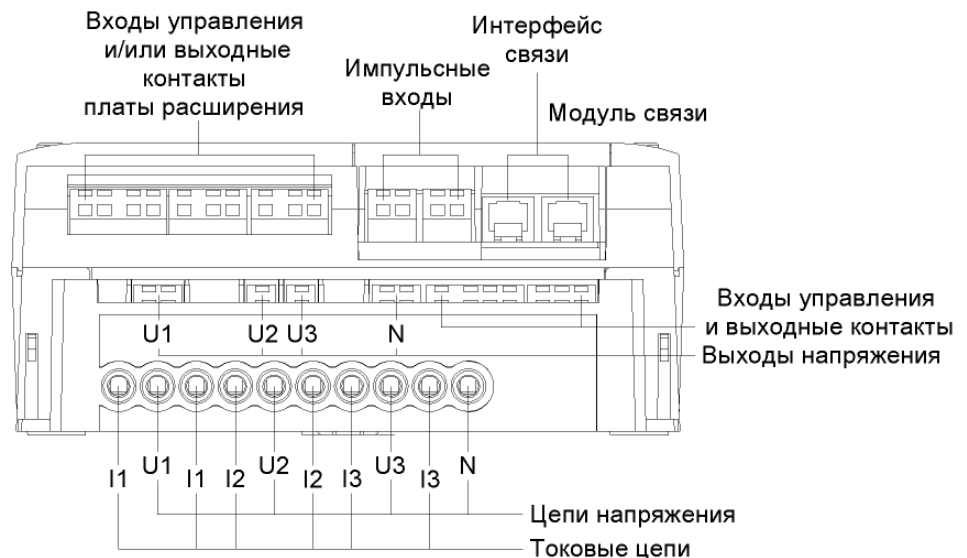 Входы управления
и/или выходные
контакты
платы расширения
Импульсные
входы
Интерфейс
связи
Модуль связи
Входы управления
и выходные контакты
Выходы напряжения
U1 U2 U3 N
I1 U1 I1 I2 U2 I2 I3 U3 I3 N
Цепи напряжения
Токовые цепи